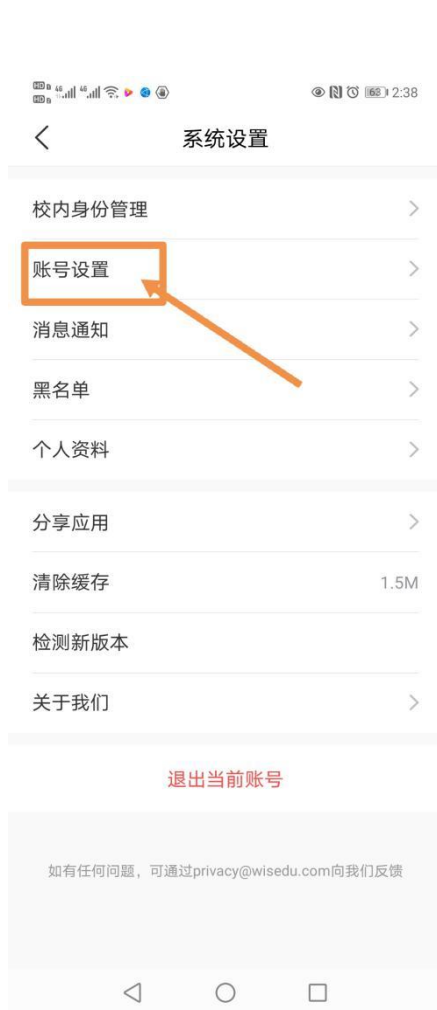 68 2:38
系统设置
校内身份管理
账号设置
消息通知
黑名单
个人资料
分享应用
清除缓存 1.5M
检测新版本
关于我们
退出当前账号
如有任何问题，可通过privacy@wisedu.com向我们反馈